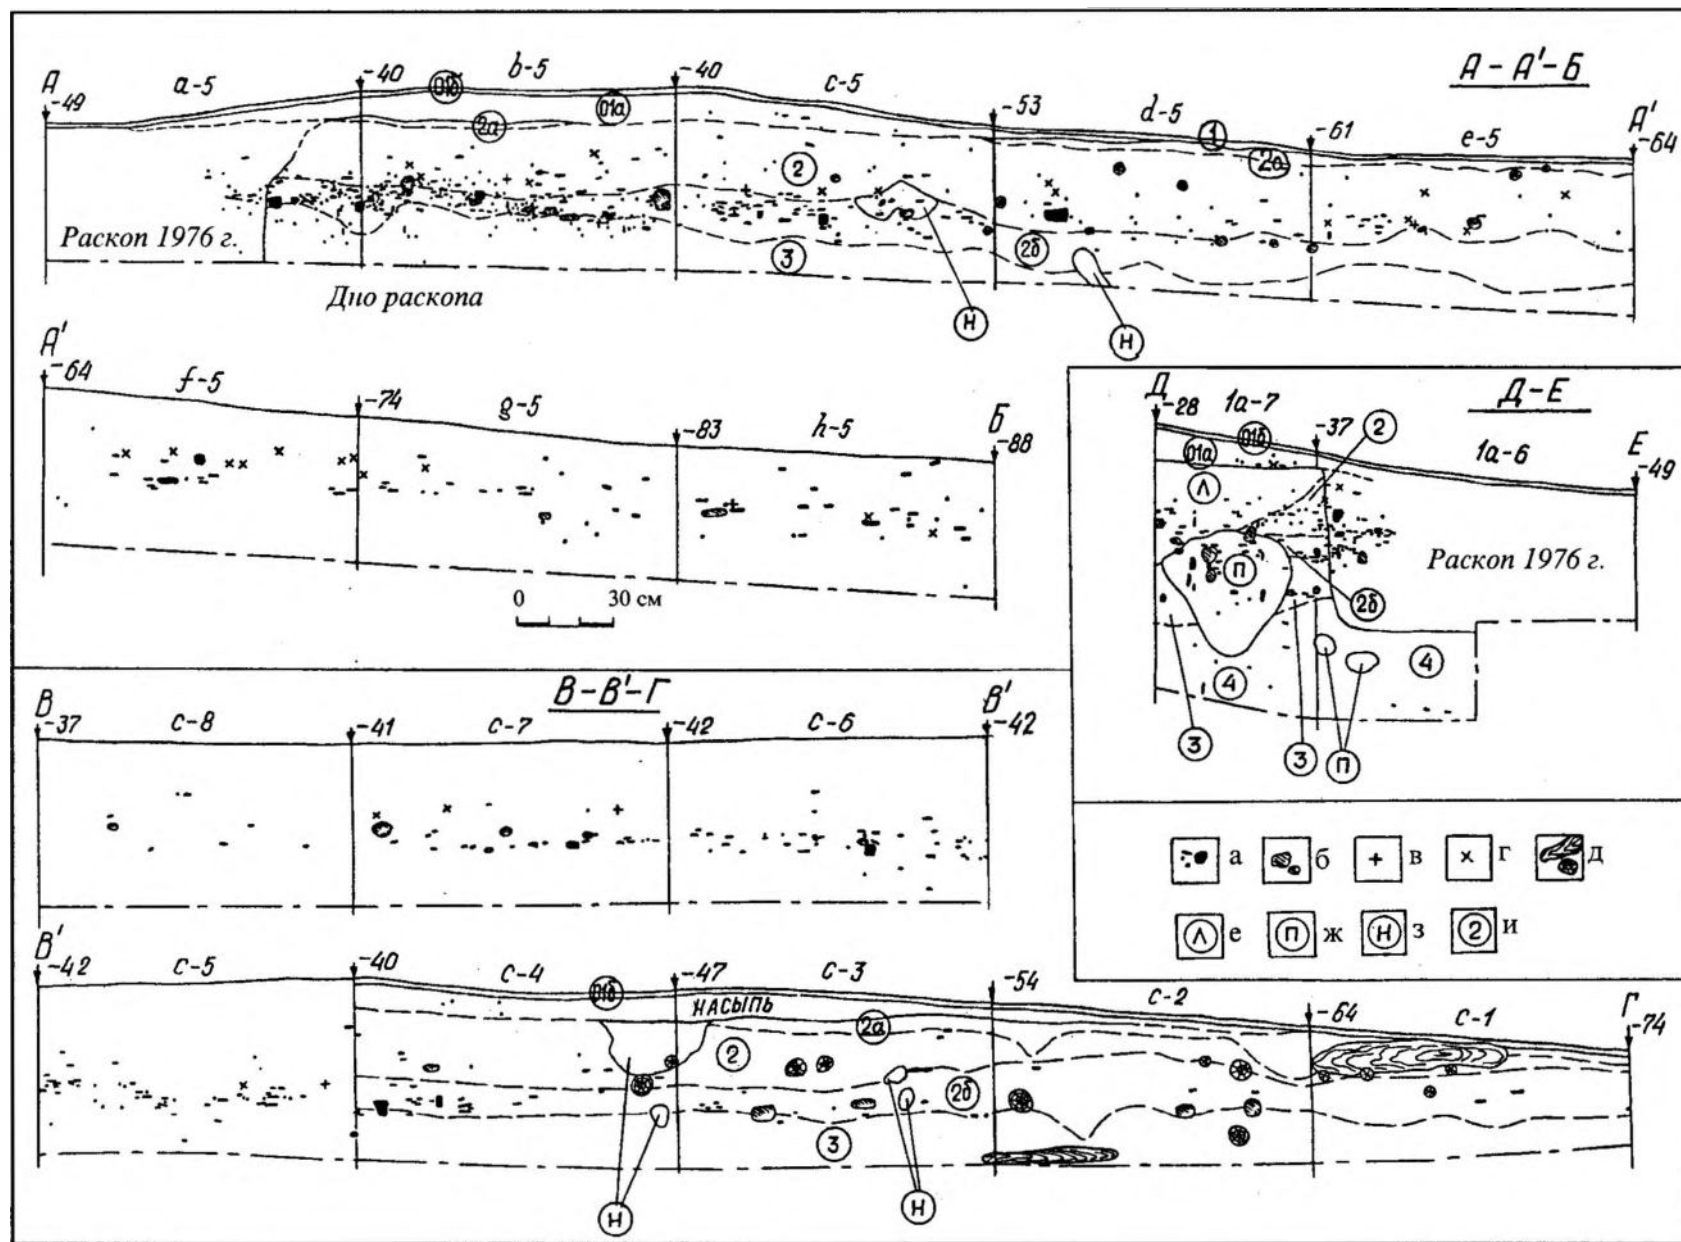 А - А' - Б
А а-5 -40 b-5 -40 c-5 -53 d-5 -61 e-5 А'
-49 01б 01а 2а 1 2а -64
2
Раскоп 1976 г. 3 2б
Дно раскопа Н Н
А' f-5 -74 g-5 -83 h-5 Б
-64 -88
0 30 см
Д - Е
Д -28 1а-7 -37 2 1а-6 Е
01а 01б -49
Л
П Раскоп 1976 г.
2б
4 4
3 3 П
В - В' - Г
В c-8 -41 c-7 -42 c-6 В'
-37 -42
а б в г д
Л е П ж Н з 2 и
В' c-5 -40 c-4 -47 c-3 -54 c-2 -64 c-1 Г
-42 01б НАСЫПЬ 2а -74
2 2б
3
Н Н